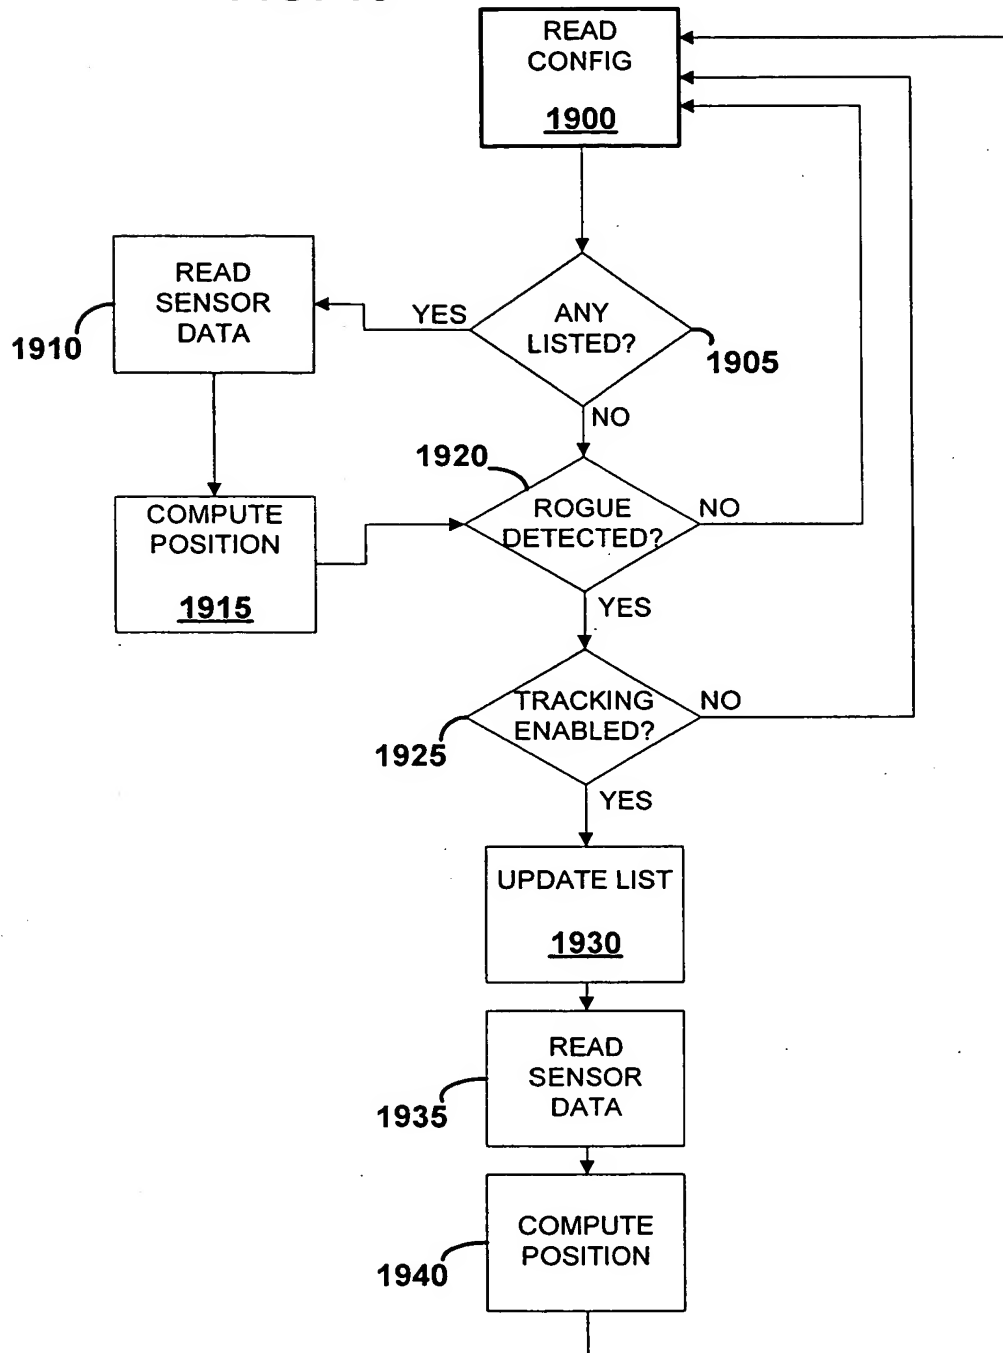 READ
CONFIG
1900
READ
SENSOR
DATA
1910
YES
ANY
LISTED?
1905
NO
1920
COMPUTE
POSITION
1915
ROGUE
DETECTED?
NO
YES
TRACKING
ENABLED?
NO
1925
YES
UPDATE LIST
1930
READ
SENSOR
DATA
1935
COMPUTE
POSITION
1940